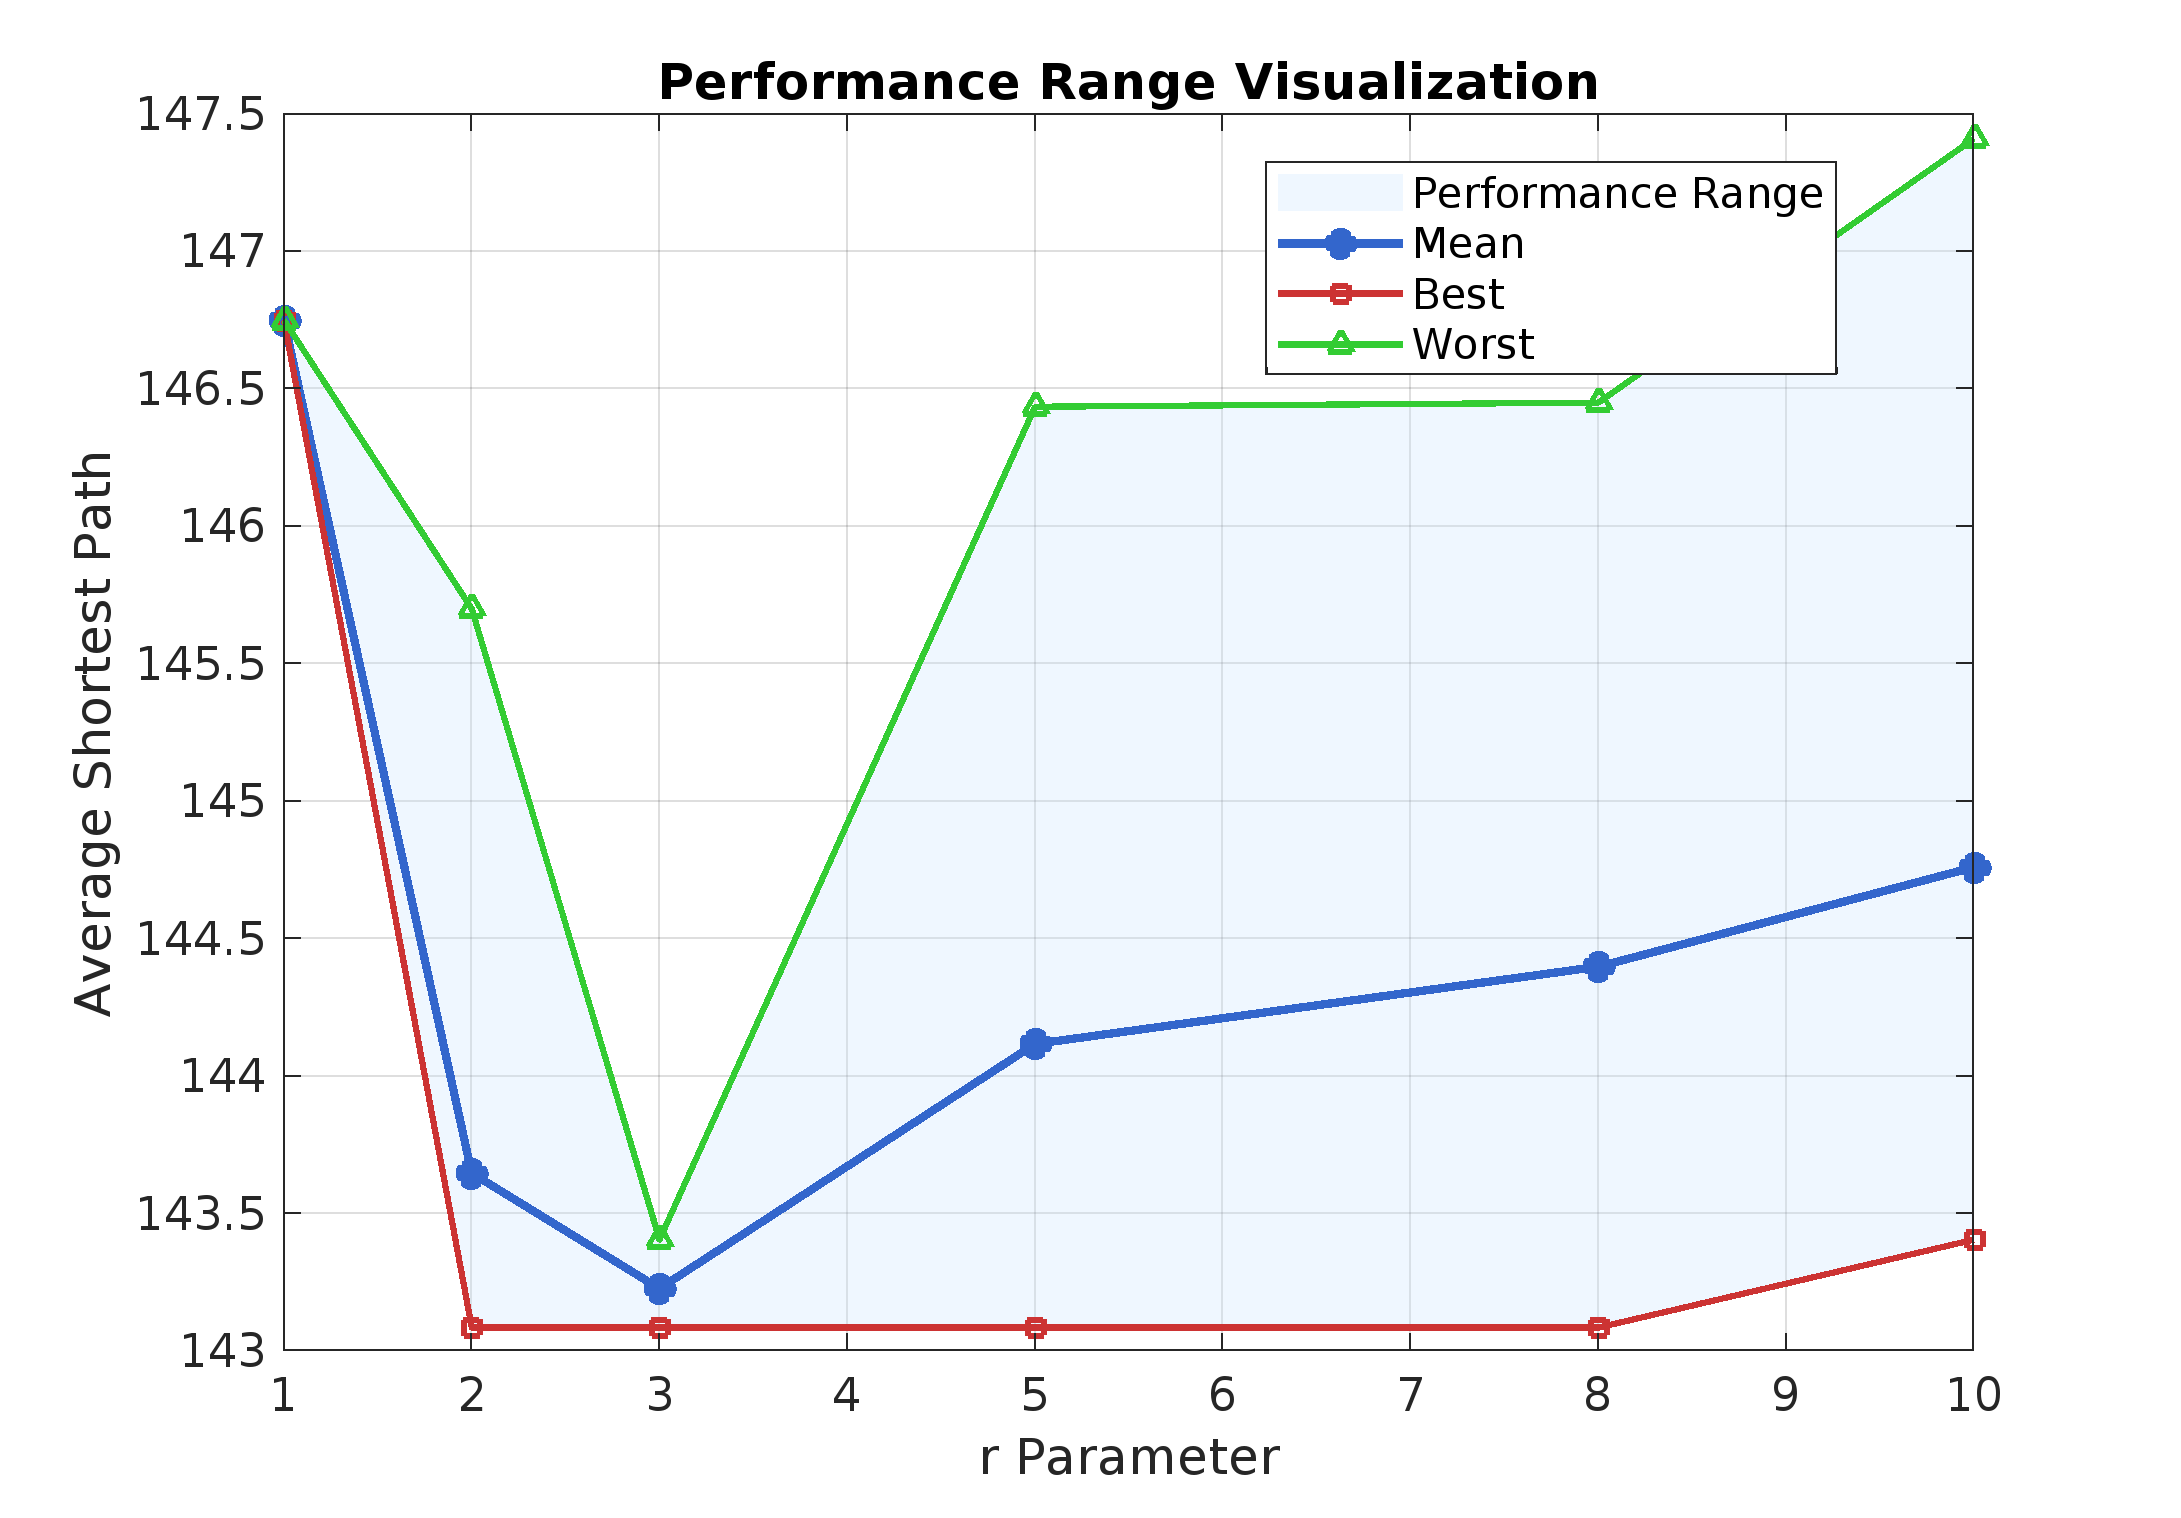 Performance Range Visualization
147.5
147
146.5
146
145.5
145
144.5
144
143.5
143
Average Shortest Path
Performance Range
Mean
Best
Worst
1 2 3 4 5 6 7 8 9 10
r Parameter